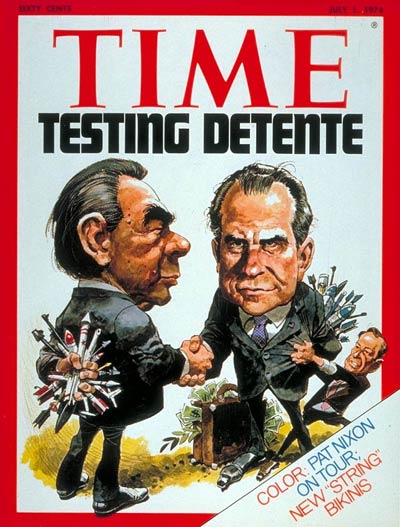 SIXTY CENTS
JULY 1, 1974
TIME
®
TESTING DETENTE
COLOR: PAT NIXON
ON TOUR;
NEW "STRING"
BIKINIS